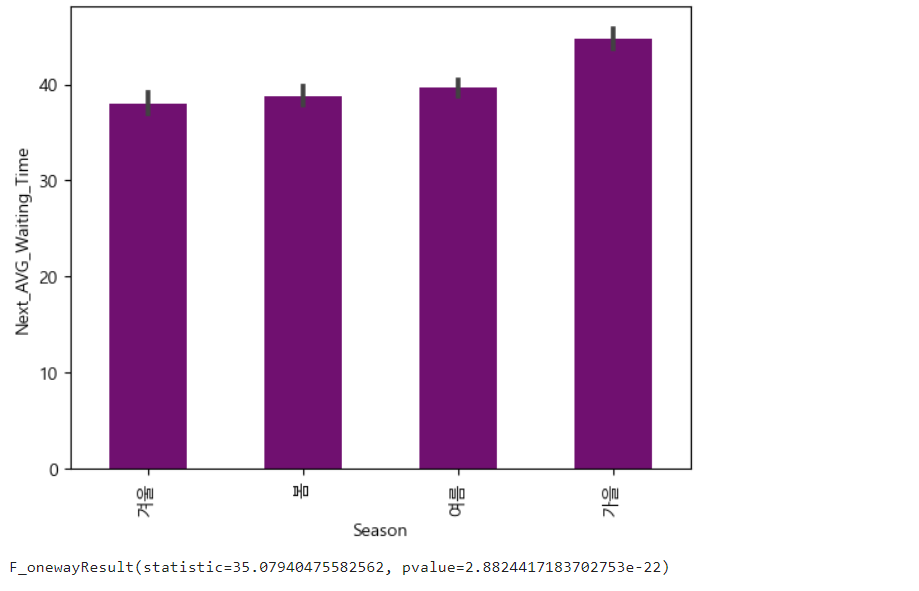 Next_AVG_Waiting_Time
40
30
20
10
0
겨울
봄
여름
가을
Season
F_onewayResult(statistic=35.07940475582562, pvalue=2.8824417183702753e-22)